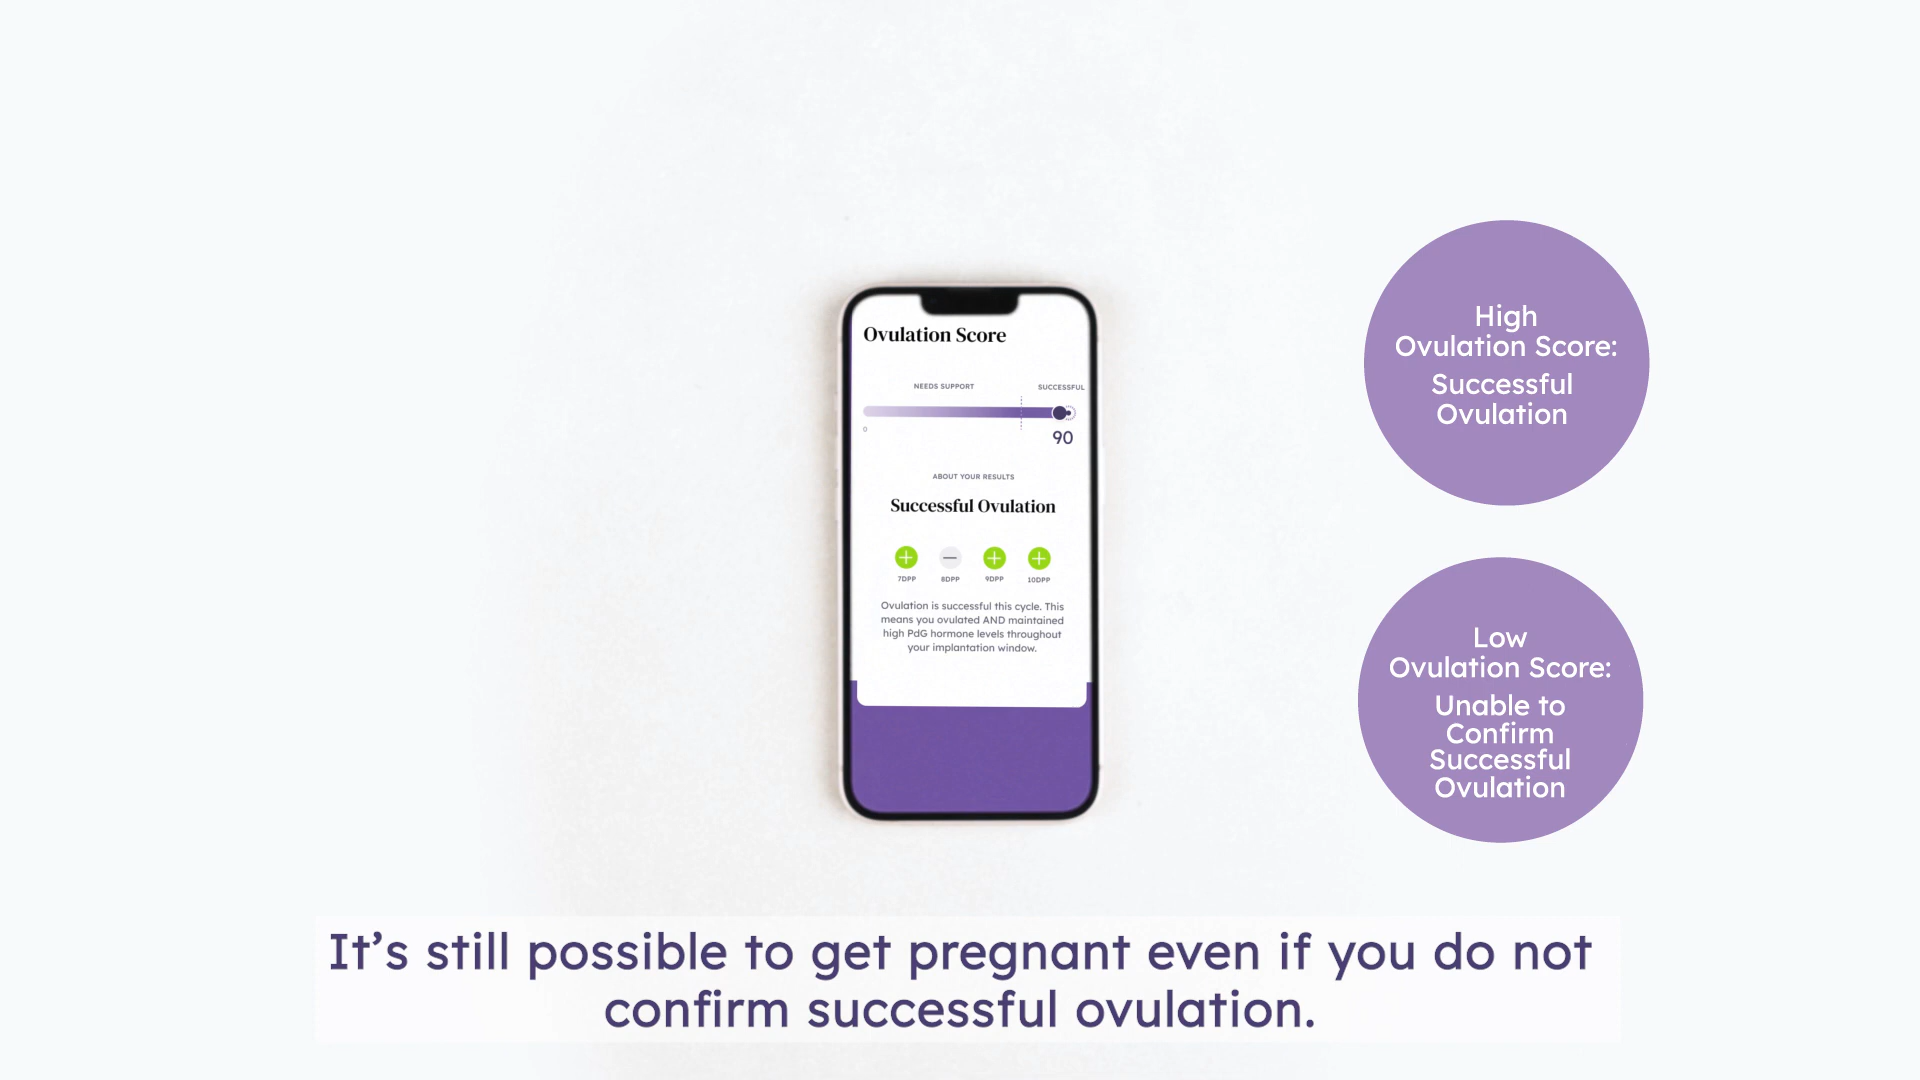 Ovulation Score
NEEDS SUPPORT
SUCCESSFUL
0
90
ABOUT YOUR RESULTS
Successful Ovulation
7DPP
8DPP
9DPP
10DPP
Ovulation is successful this cycle. This
means you ovulated AND maintained
high PdG hormone levels throughout
your implantation window.
High
Ovulation Score:
Successful
Ovulation
Low
Ovulation Score:
Unable to
Confirm
Successful
Ovulation
It’s still possible to get pregnant even if you do not
confirm successful ovulation.